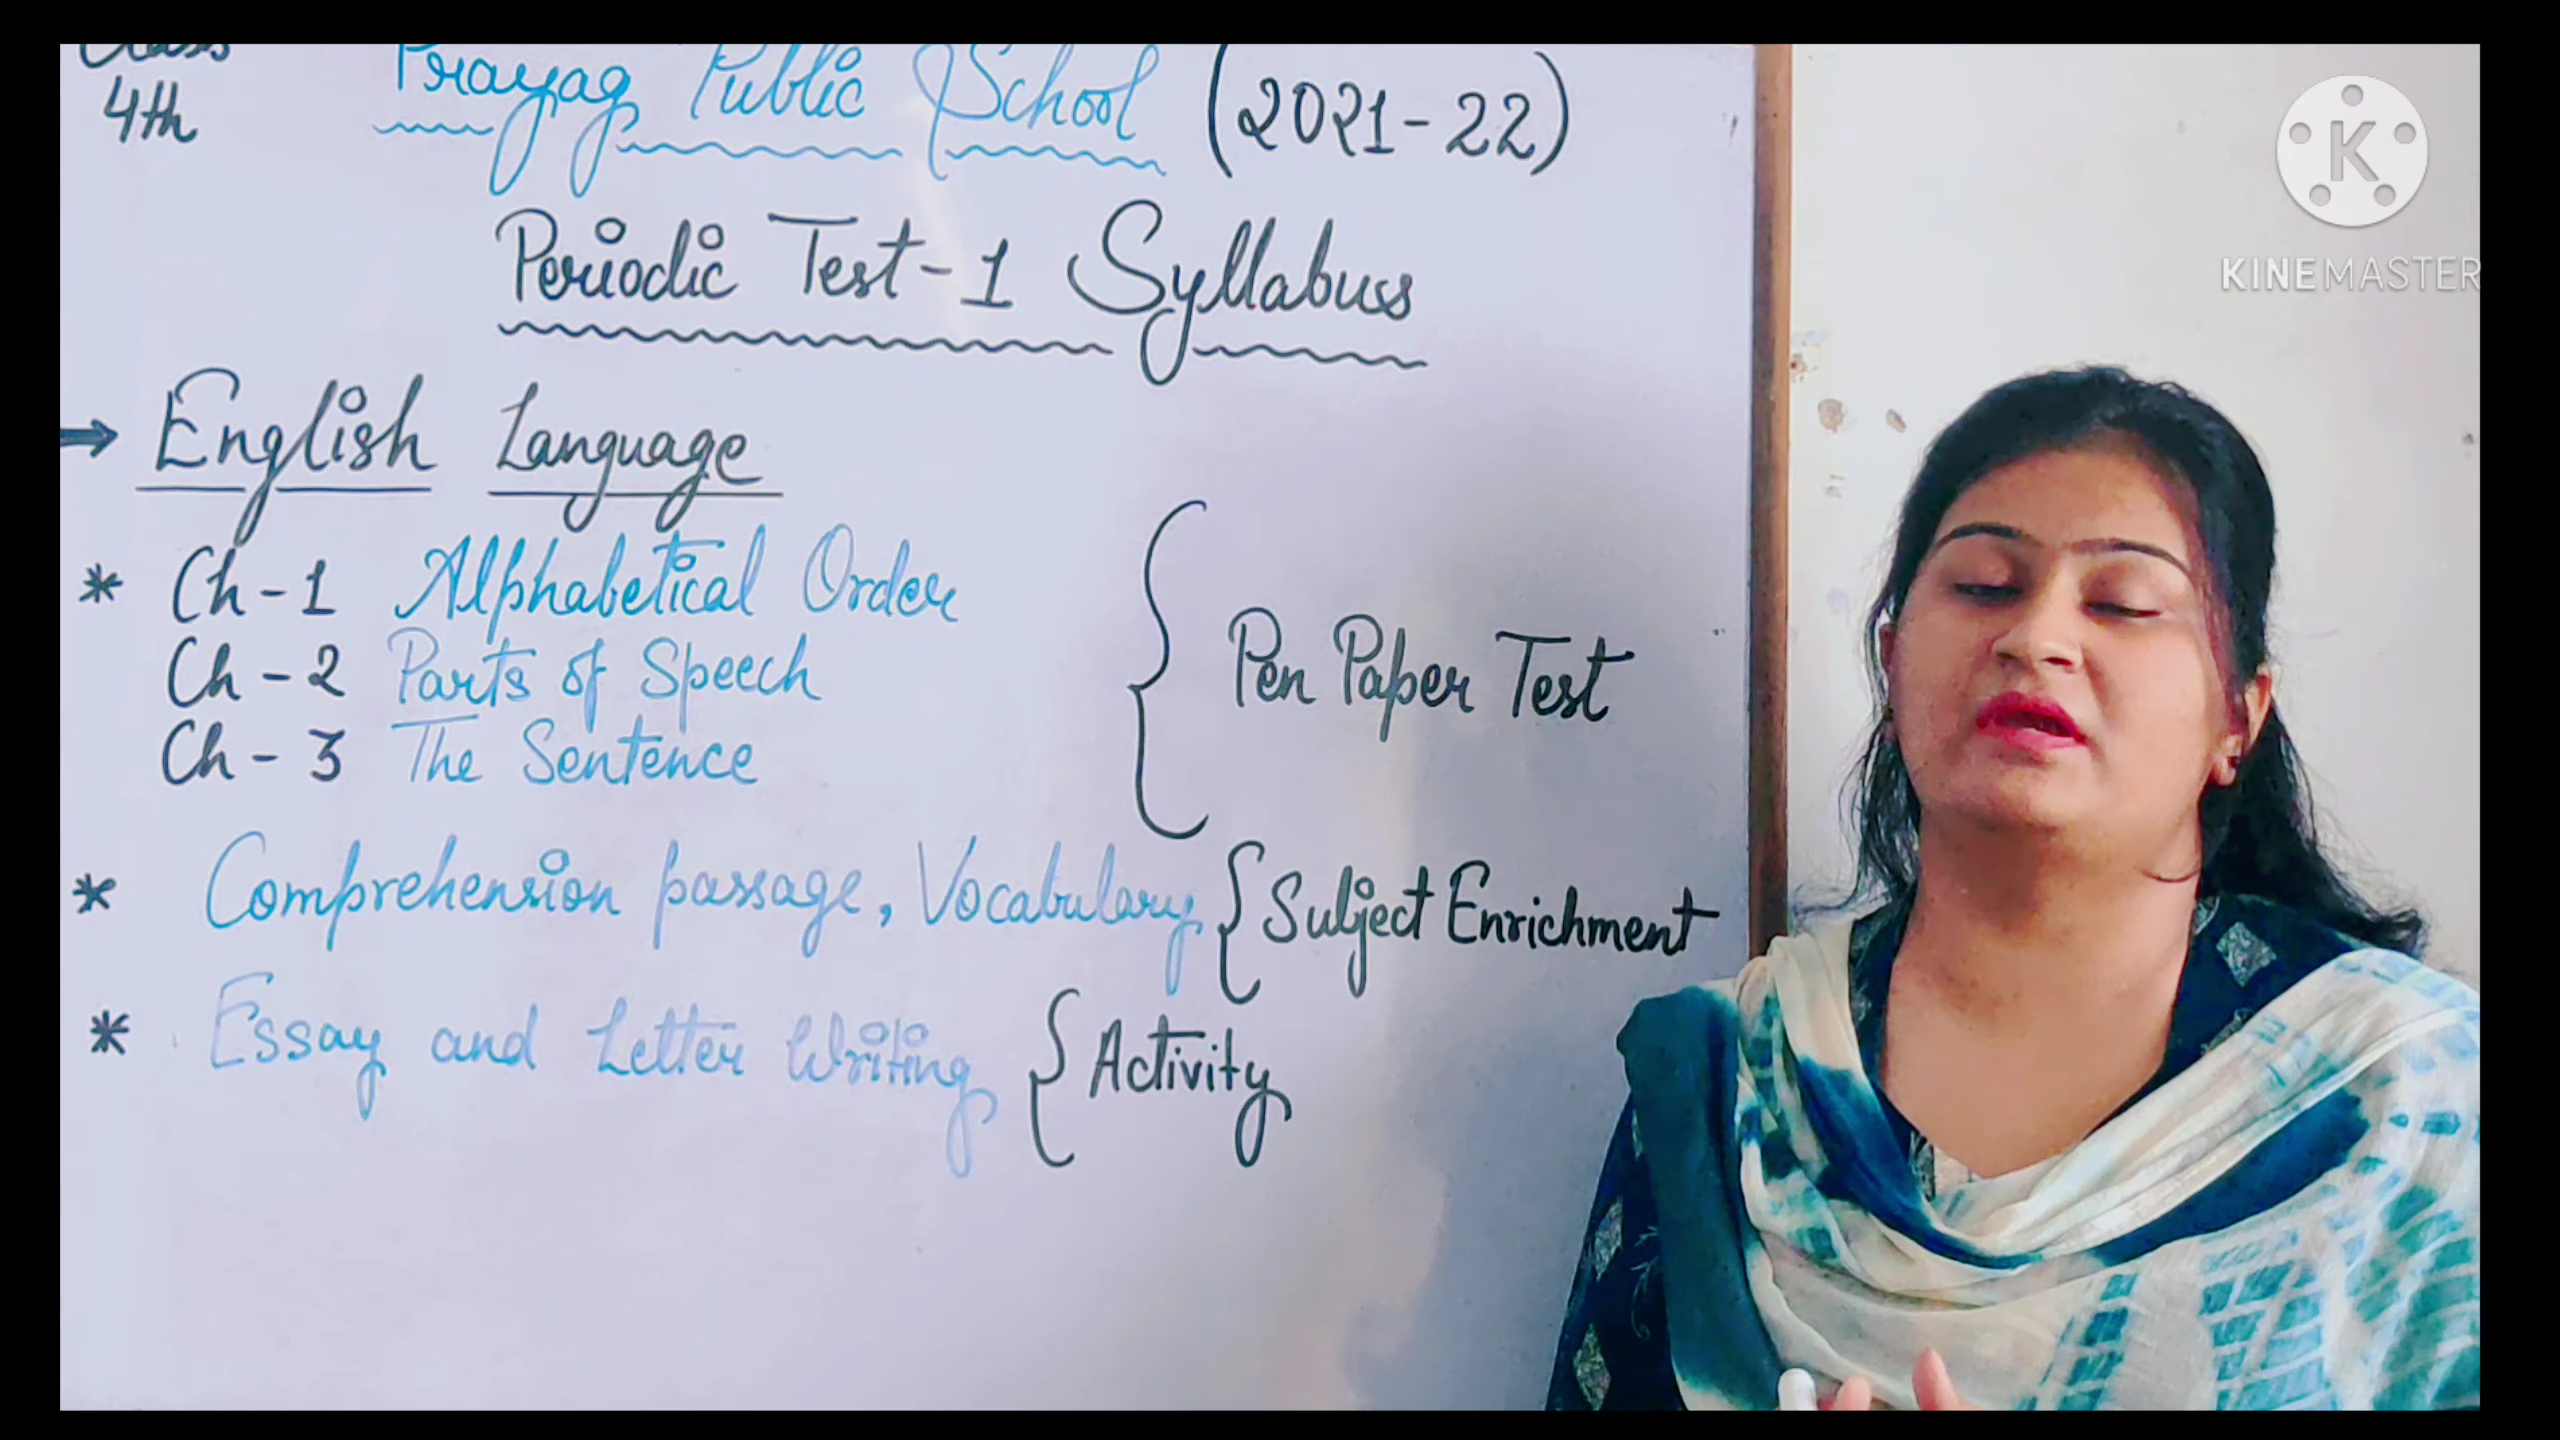 Class
4th
Prayag Public School (2021-22)
Periodic Test-1 Syllabus
→ English Language
* Ch-1 Alphabetical Order
Ch-2 Parts of Speech
Ch-3 The Sentence
{ Pen Paper Test
* Comprehension passage, Vocabulary { Subject Enrichment
* Essay and Letter Writing { Activity
K
KINEMASTER